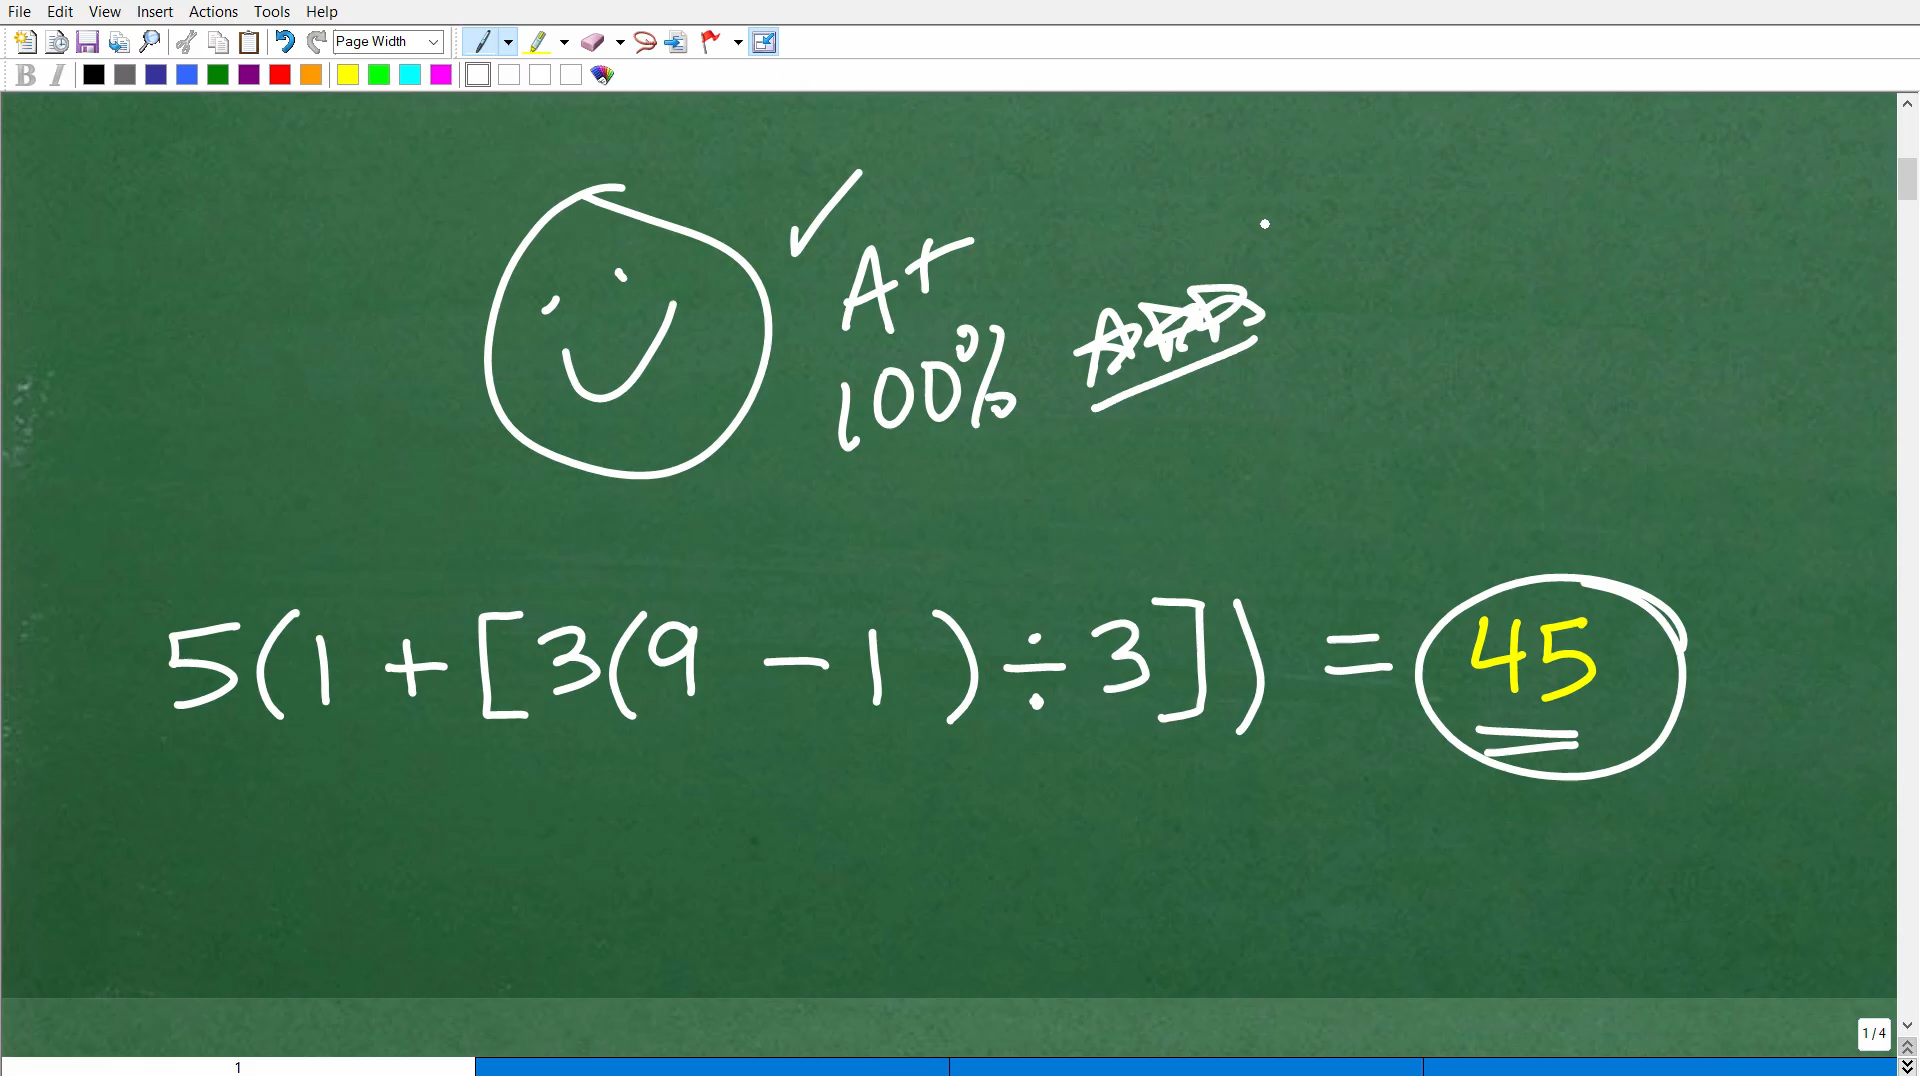 File Edit View Insert Actions Tools Help
Page Width
B I
A+
100%
5(1 + [3(9 - 1) ÷ 3]) = 45
1 / 4
1